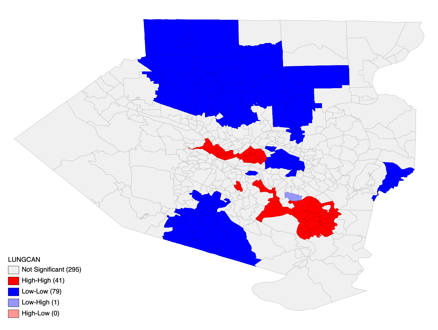 LUNGCAN
Not Significant (295)
High-High (41)
Low-Low (79)
Low-High (1)
High-Low (0)